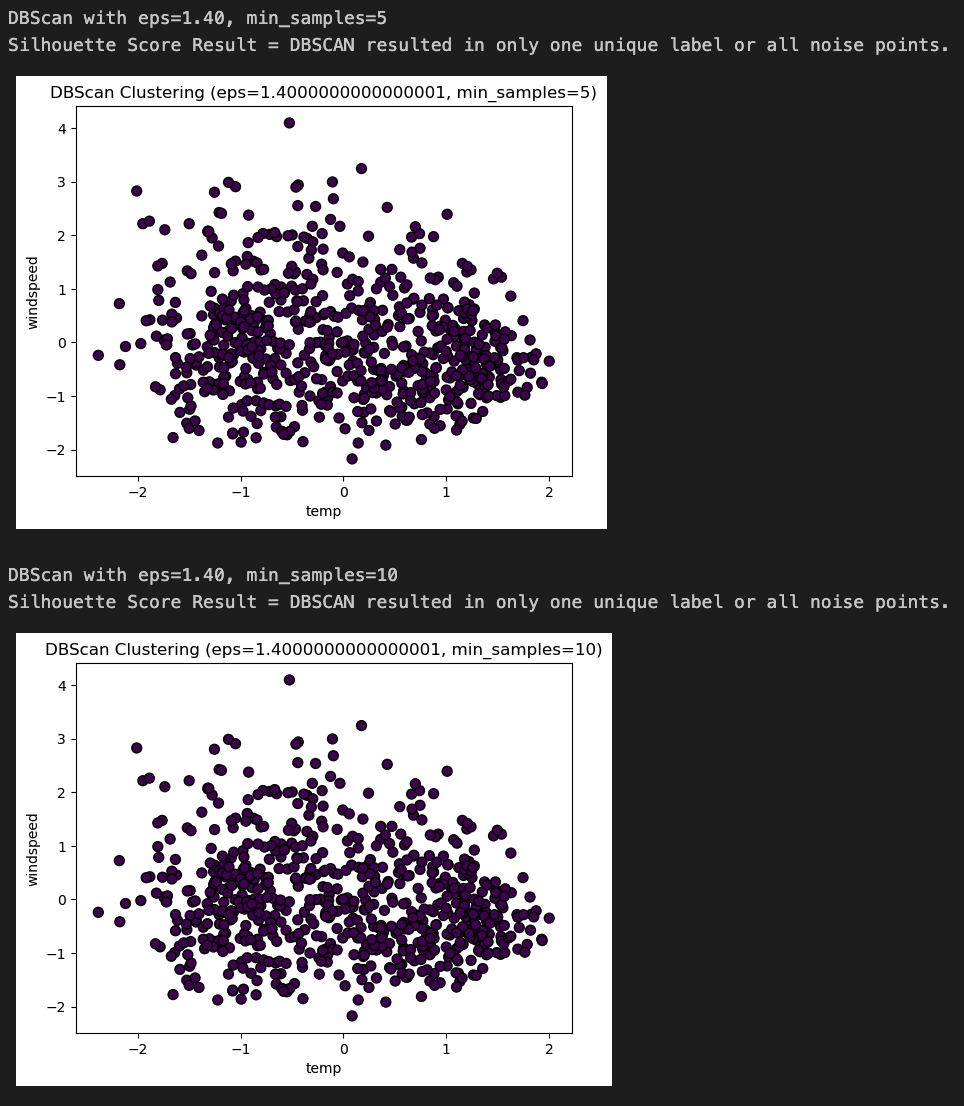 DBScan with eps=1.40, min_samples=5
Silhouette Score Result = DBSCAN resulted in only one unique label or all noise points.
DBScan Clustering (eps=1.4000000000000001, min_samples=5)
4
3
2
1
0
−1
−2
windspeed
−2 −1 0 1 2
temp
DBScan with eps=1.40, min_samples=10
Silhouette Score Result = DBSCAN resulted in only one unique label or all noise points.
DBScan Clustering (eps=1.4000000000000001, min_samples=10)
4
3
2
1
0
−1
−2
windspeed
−2 −1 0 1 2
temp